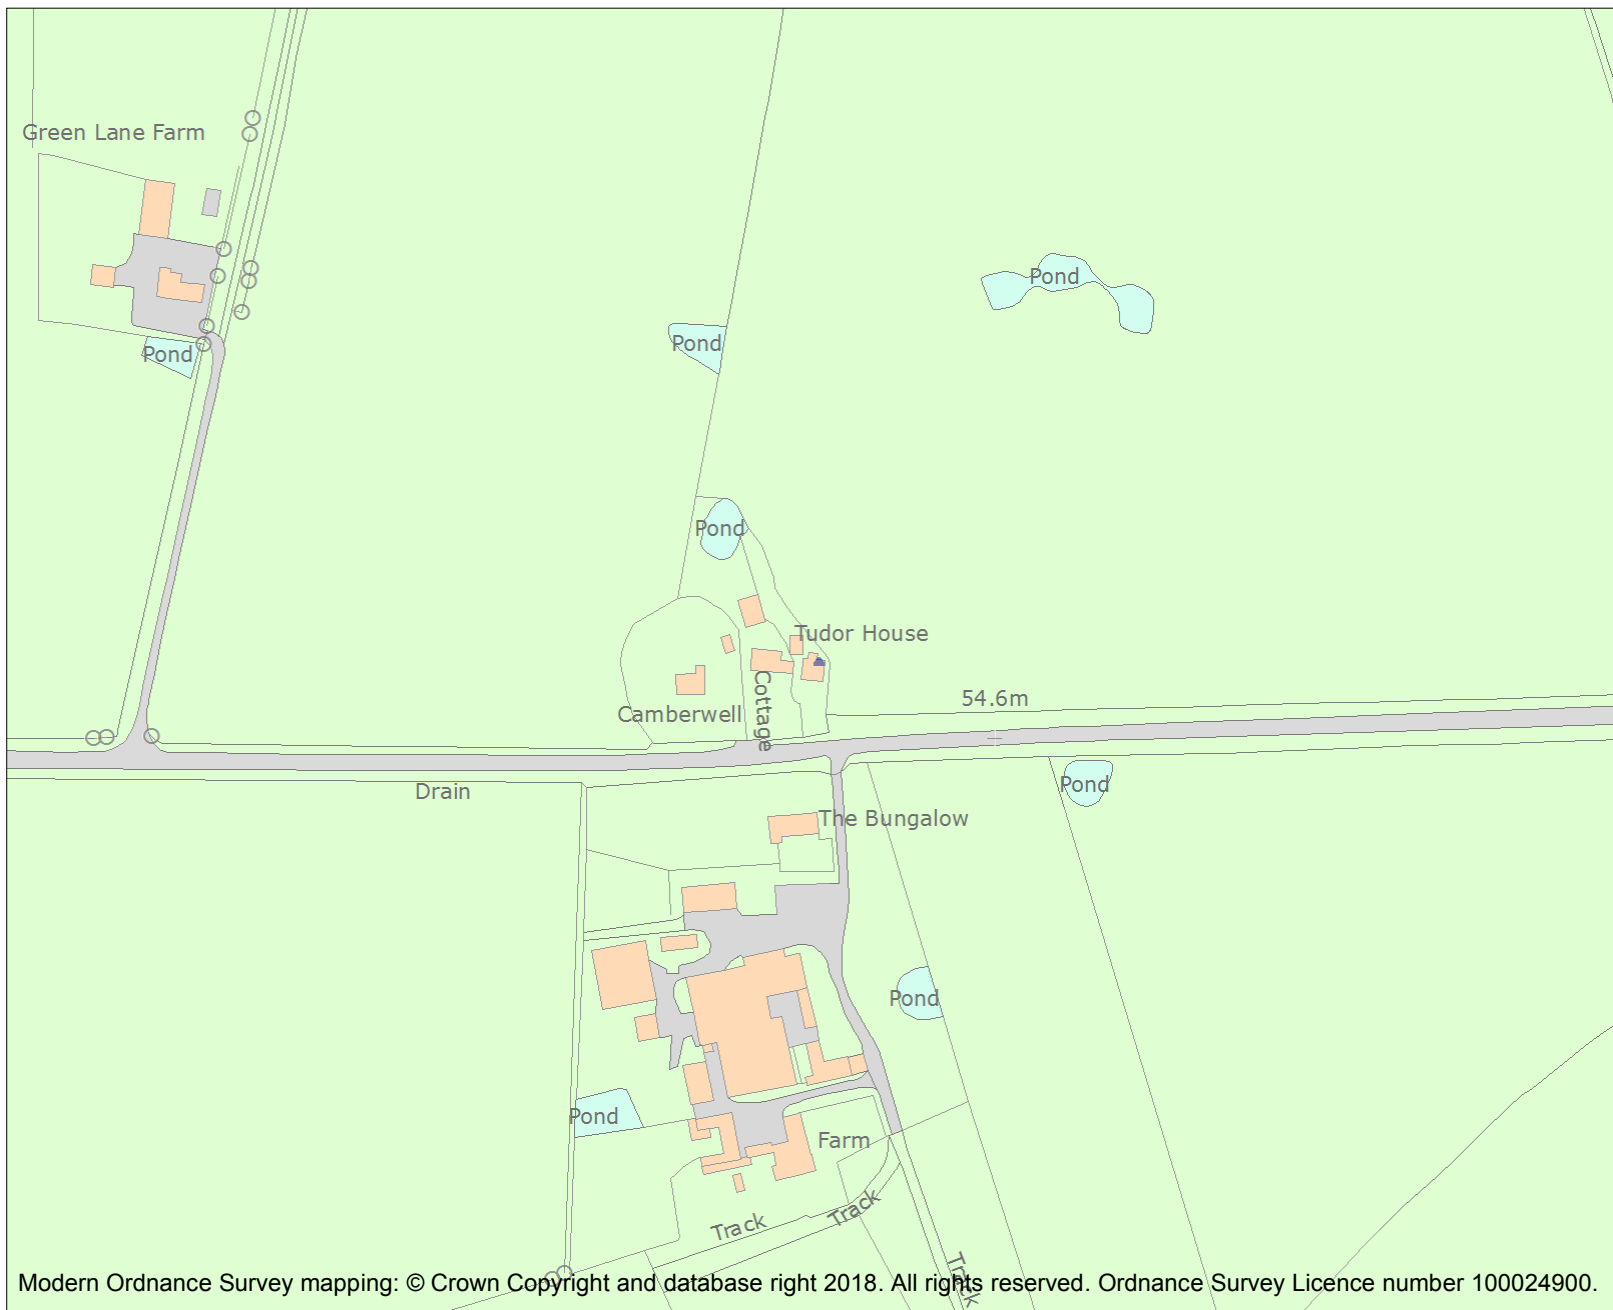 Green Lane Farm
Pond
Pond
Pond
Pond
Tudor House
Cottage
Camberwell
54.6m
Drain
Pond
The Bungalow
Pond
Pond
Farm
Track
Track
Track
Modern Ordnance Survey mapping: © Crown Copyright and database right 2018. All rights reserved. Ordnance Survey Licence number 100024900.